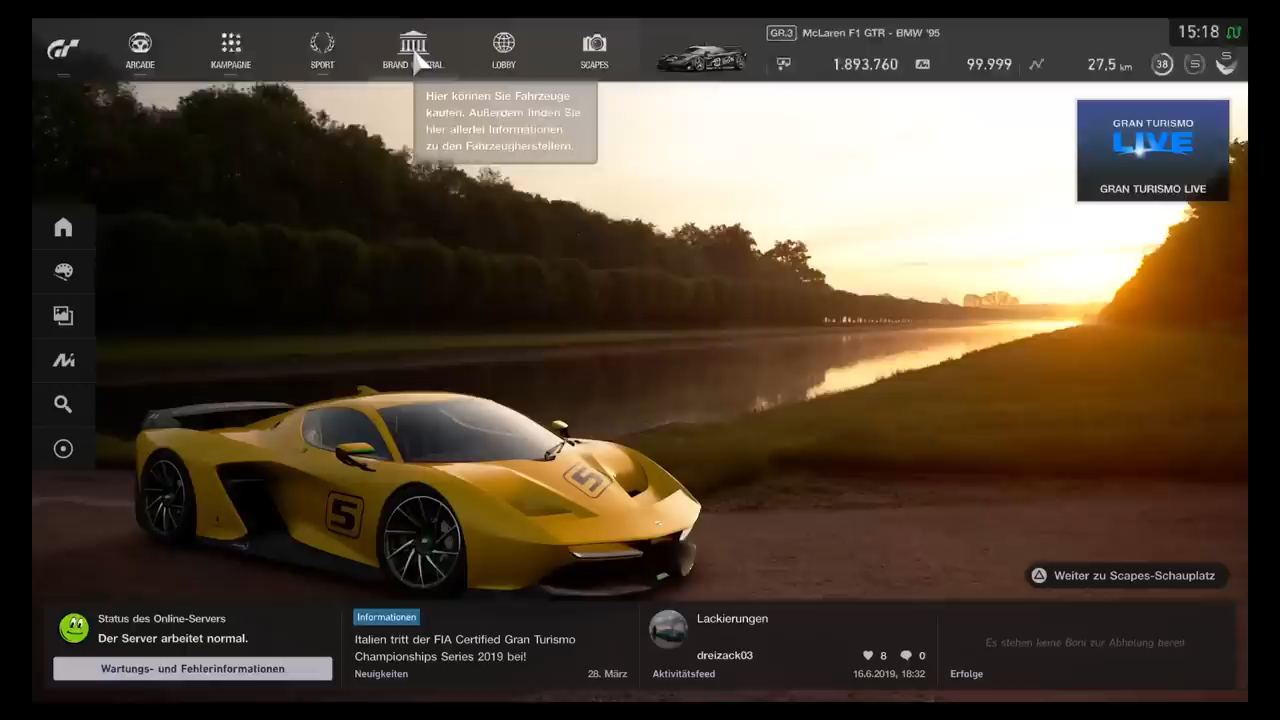 GT
ARCADE
KAMPAGNE
SPORT
BRAND
LOBBY
SCAPES
GR.3 McLaren F1 GTR - BMW '95
15:18
1.893.760
99.999
27,5 km
38
S
S
Hier können Sie Fahrzeuge
kaufen. Außerdem finden Sie
hier allerlei Informationen
zu den Fahrzeugherstellern.
GRAN TURISMO
LIVE
GRAN TURISMO LIVE
5
5
Weiter zu Scapes-Schauplatz
Status des Online-Servers
Der Server arbeitet normal.
Wartungs- und Fehlerinformationen
Informationen
Italien tritt der FIA Certified Gran Turismo
Championships Series 2019 bei!
Neuigkeiten
28. März
Lackierungen
dreizack03
8
0
Aktivitätsfeed
16.6.2019, 18:32
Es stehen keine Boni zur Abholung bereit.
Erfolge